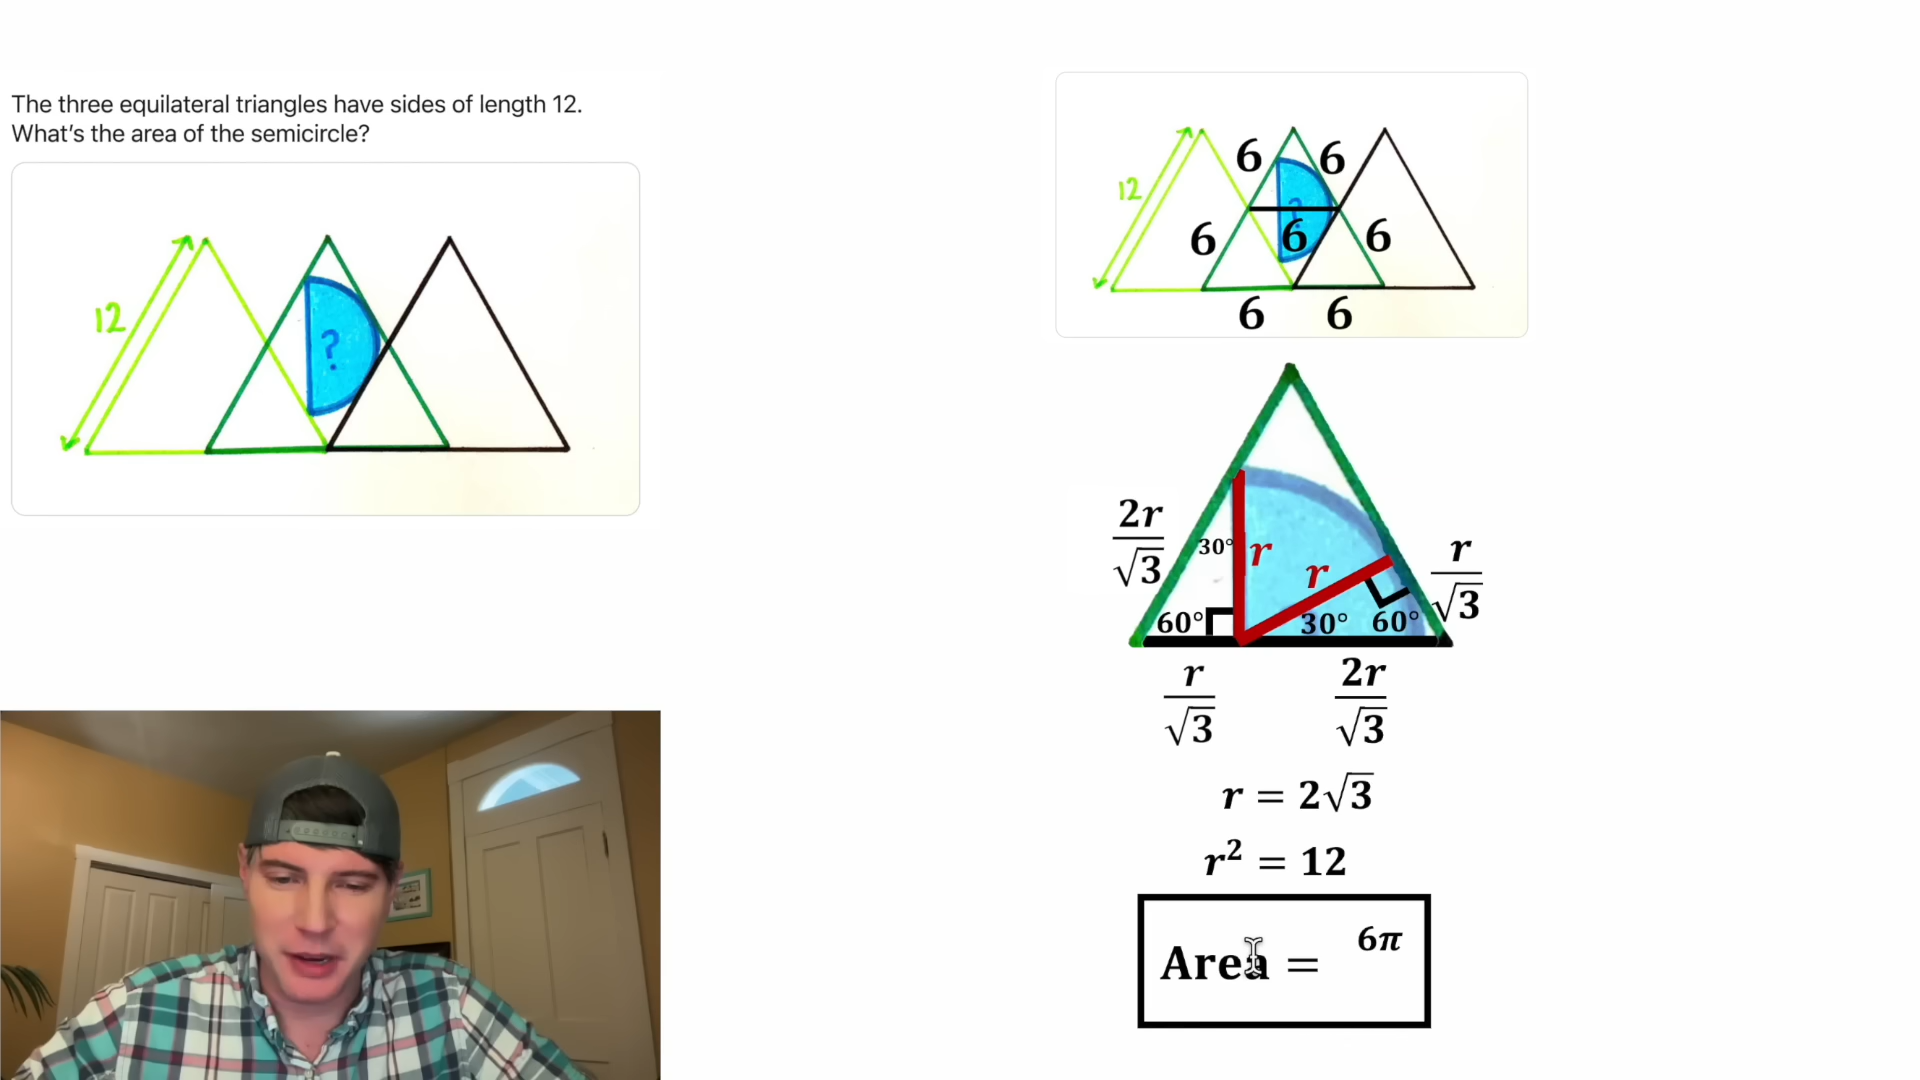 The three equilateral triangles have sides of length 12.
What's the area of the semicircle?
12
?
12
6
6
?
6
6
6
6
6
2r/√3
30°
r
r
r/√3
60°
30°
60°
r/√3
2r/√3
r = 2√3
r² = 12
Area = 6π